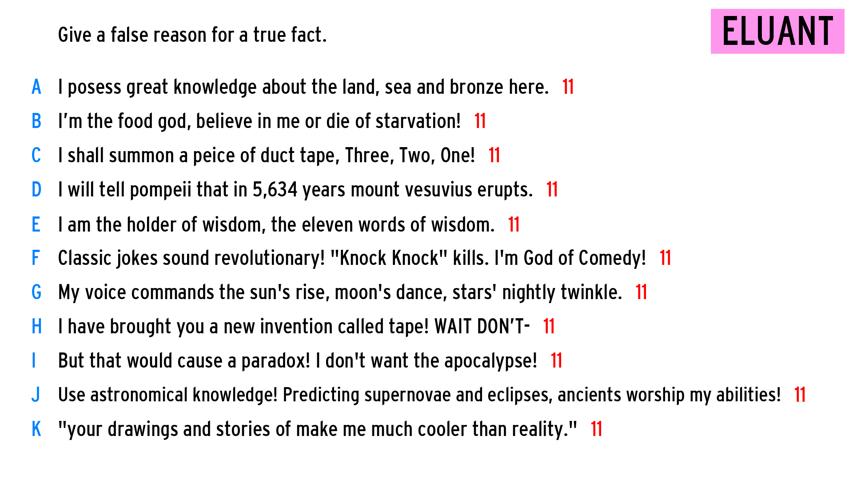 Give a false reason for a true fact.
ELUANT
A I posess great knowledge about the land, sea and bronze here. 11
B I'm the food god, believe in me or die of starvation! 11
C I shall summon a peice of duct tape, Three, Two, One! 11
D I will tell pompeii that in 5,634 years mount vesuvius erupts. 11
E I am the holder of wisdom, the eleven words of wisdom. 11
F Classic jokes sound revolutionary! "Knock Knock" kills. I'm God of Comedy! 11
G My voice commands the sun's rise, moon's dance, stars' nightly twinkle. 11
H I have brought you a new invention called tape! WAIT DON'T- 11
I But that would cause a paradox! I don't want the apocalypse! 11
J Use astronomical knowledge! Predicting supernovae and eclipses, ancients worship my abilities! 11
K "your drawings and stories of make me much cooler than reality." 11